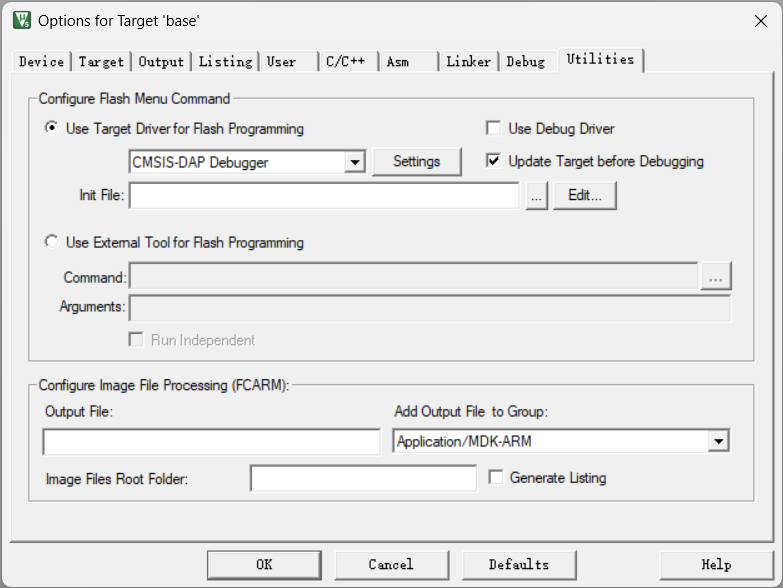 Options for Target 'base'
Device Target Output Listing User C/C++ Asm Linker Debug Utilities
Configure Flash Menu Command
Use Target Driver for Flash Programming Use Debug Driver
CMSIS-DAP Debugger Settings Update Target before Debugging
Init File: ... Edit...
Use External Tool for Flash Programming
Command: ...
Arguments:
Run Independent
Configure Image File Processing (FCARM):
Output File: Add Output File to Group:
Application/MDK-ARM
Image Files Root Folder: Generate Listing
OK Cancel Defaults Help